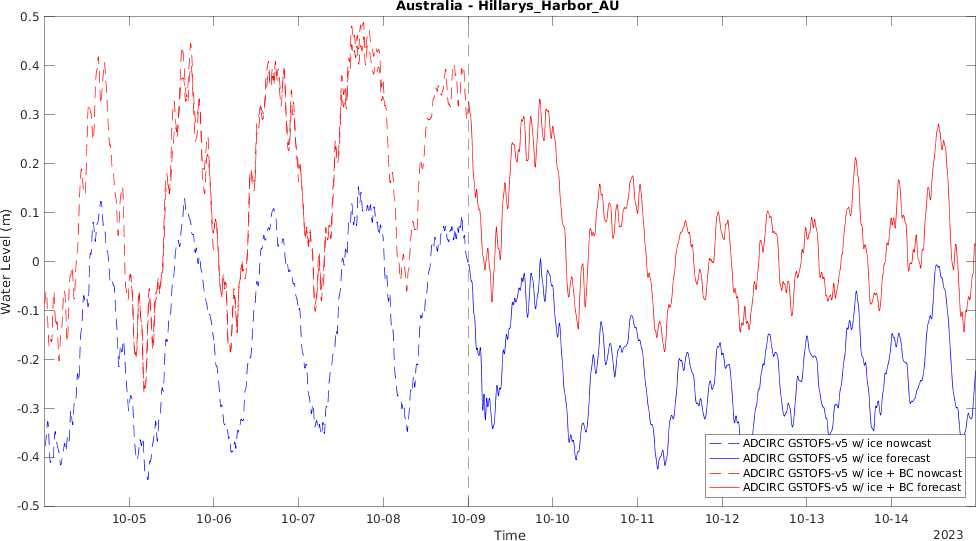 Australia - Hillarys_Harbor_AU
0.5
0.4
0.3
0.2
0.1
0
-0.1
-0.2
-0.3
-0.4
-0.5
Water Level (m)
ADCIRC GSTOFS-v5 w/ ice nowcast
ADCIRC GSTOFS-v5 w/ ice forecast
ADCIRC GSTOFS-v5 w/ ice + BC nowcast
ADCIRC GSTOFS-v5 w/ ice + BC forecast
10-05 10-06 10-07 10-08 10-09 10-10 10-11 10-12 10-13 10-14
Time
2023